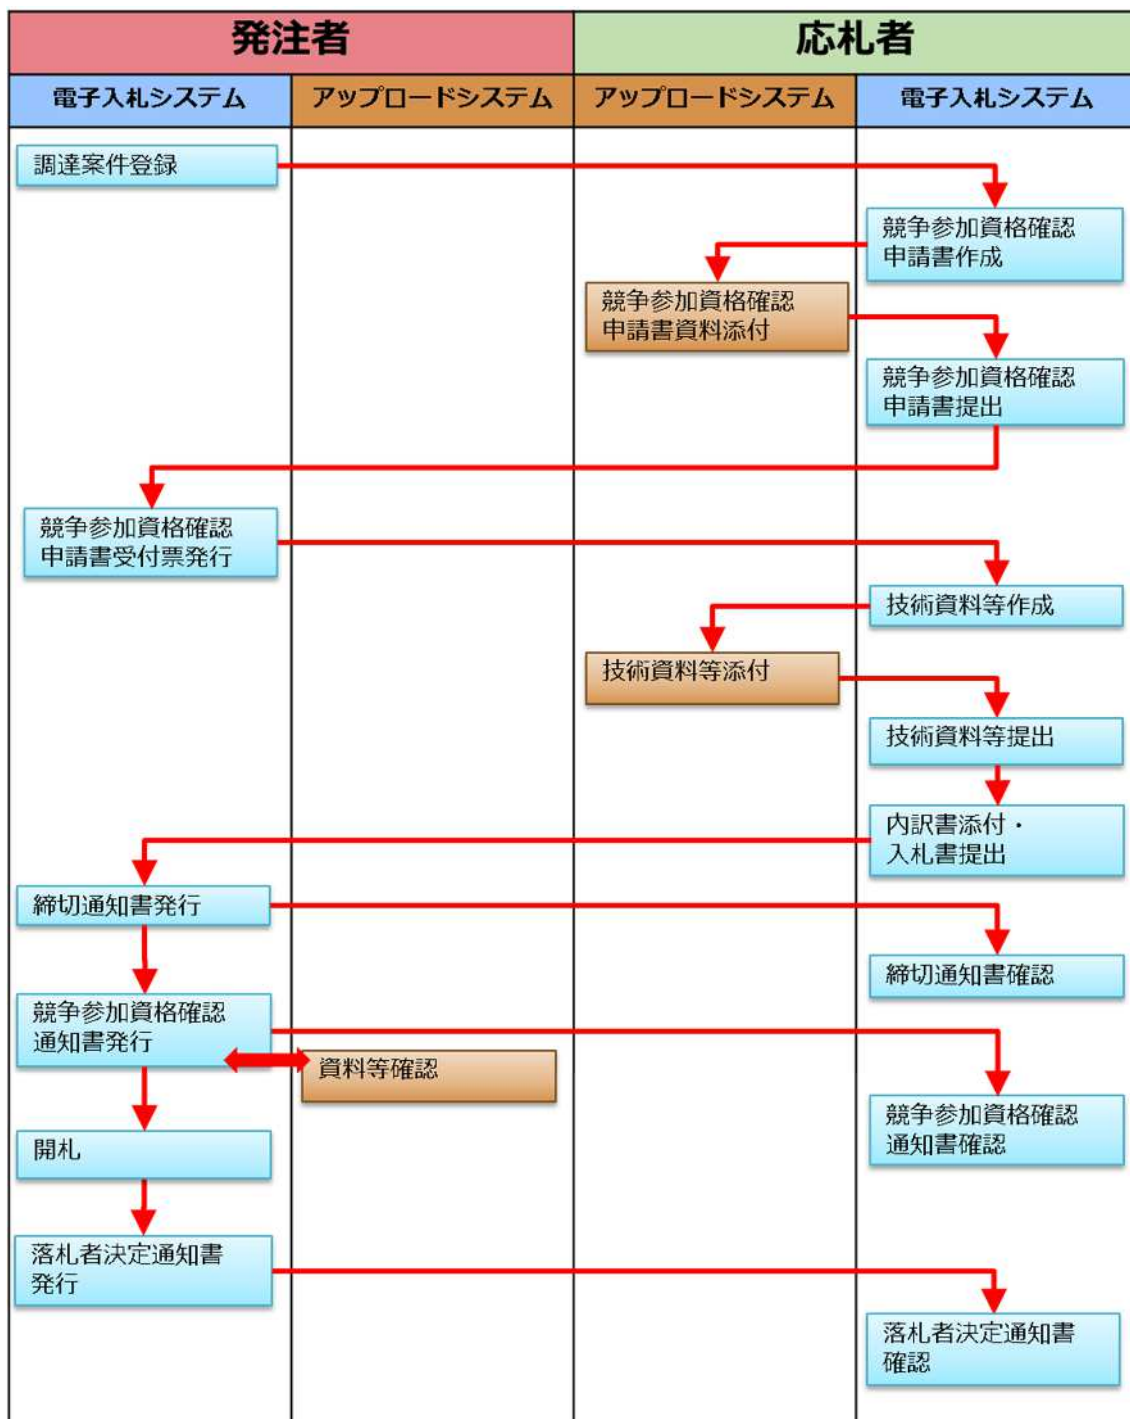 発注者
応札者
電子入札システム
アップロードシステム
アップロードシステム
電子入札システム
調達案件登録
競争参加資格確認
申請書作成
競争参加資格確認
申請書資料添付
競争参加資格確認
申請書提出
競争参加資格確認
申請書受付票発行
技術資料等作成
技術資料等添付
技術資料等提出
内訳書添付・
入札書提出
締切通知書発行
締切通知書確認
競争参加資格確認
通知書発行
資料等確認
競争参加資格確認
通知書確認
開札
落札者決定通知書
発行
落札者決定通知書
確認